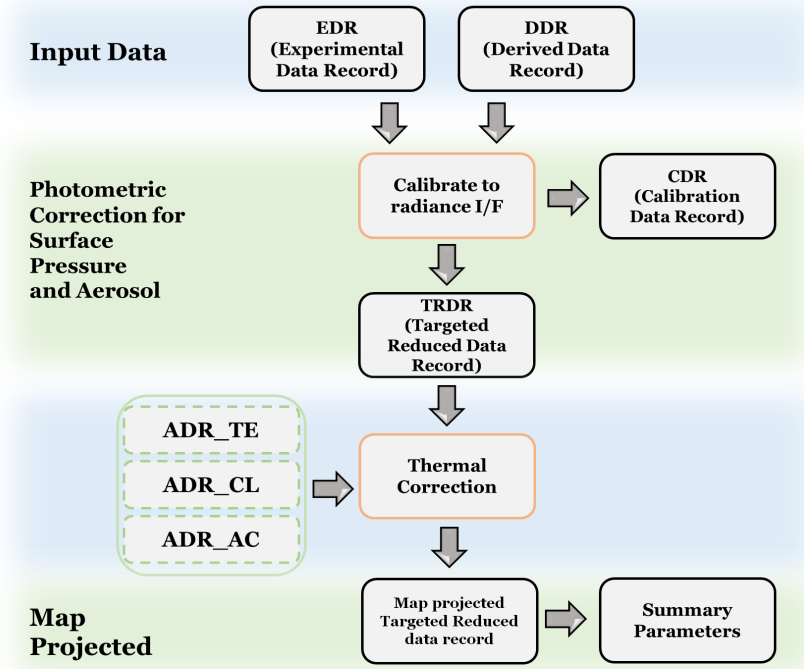 Input Data
EDR
(Experimental
Data Record)
DDR
(Derived Data
Record)
Photometric
Correction for
Surface
Pressure
and Aerosol
Calibrate to
radiance I/F
CDR
(Calibration
Data Record)
TRDR
(Targeted
Reduced Data
Record)
ADR_TE
ADR_CL
ADR_AC
Thermal
Correction
Map
Projected
Map projected
Targeted Reduced
data record
Summary
Parameters